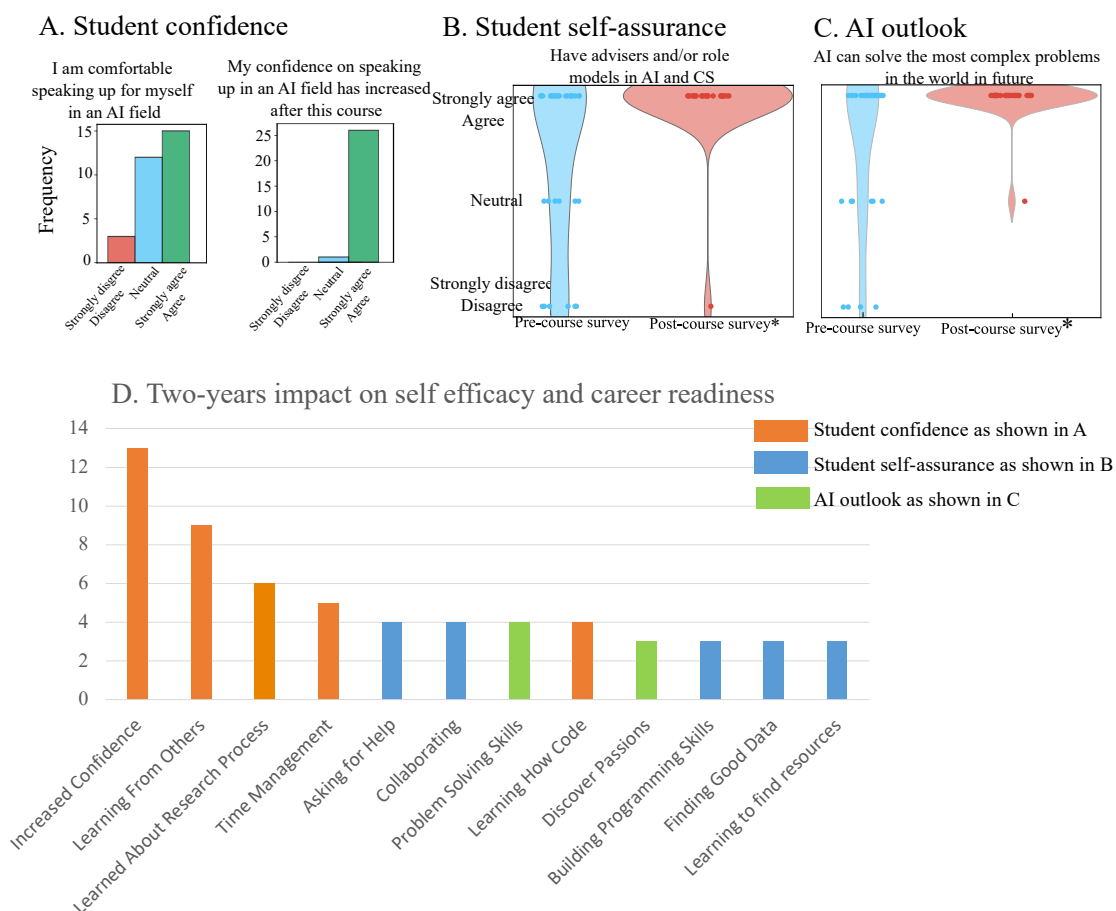 A. Student confidence
I am comfortable
speaking up for myself
in an AI field
My confidence on speaking
up in an AI field has increased
after this course
Frequency
15
10
5
0
Strongly disgree
Disagree
Neutral
Strongly agree
Agree
25
20
15
10
5
0
Strongly disgree
Disagree
Neutral
Strongly agree
Agree
B. Student self-assurance
Have advisers and/or role
models in AI and CS
Strongly agree
Agree
Neutral
Strongly disagree
Disagree
Pre-course survey
Post-course survey*
C. AI outlook
AI can solve the most complex problems
in the world in future
Pre-course survey
Post-course survey*
D. Two-years impact on self efficacy and career readiness
14
12
10
8
6
4
2
0
Student confidence as shown in A
Student self-assurance as shown in B
AI outlook as shown in C
Increased Confidence
Learning From Others
Learned About Research Process
Time Management
Asking for Help
Collaborating
Problem Solving Skills
Learning How Code
Discover Passions
Building Programming Skills
Finding Good Data
Learning to find resources